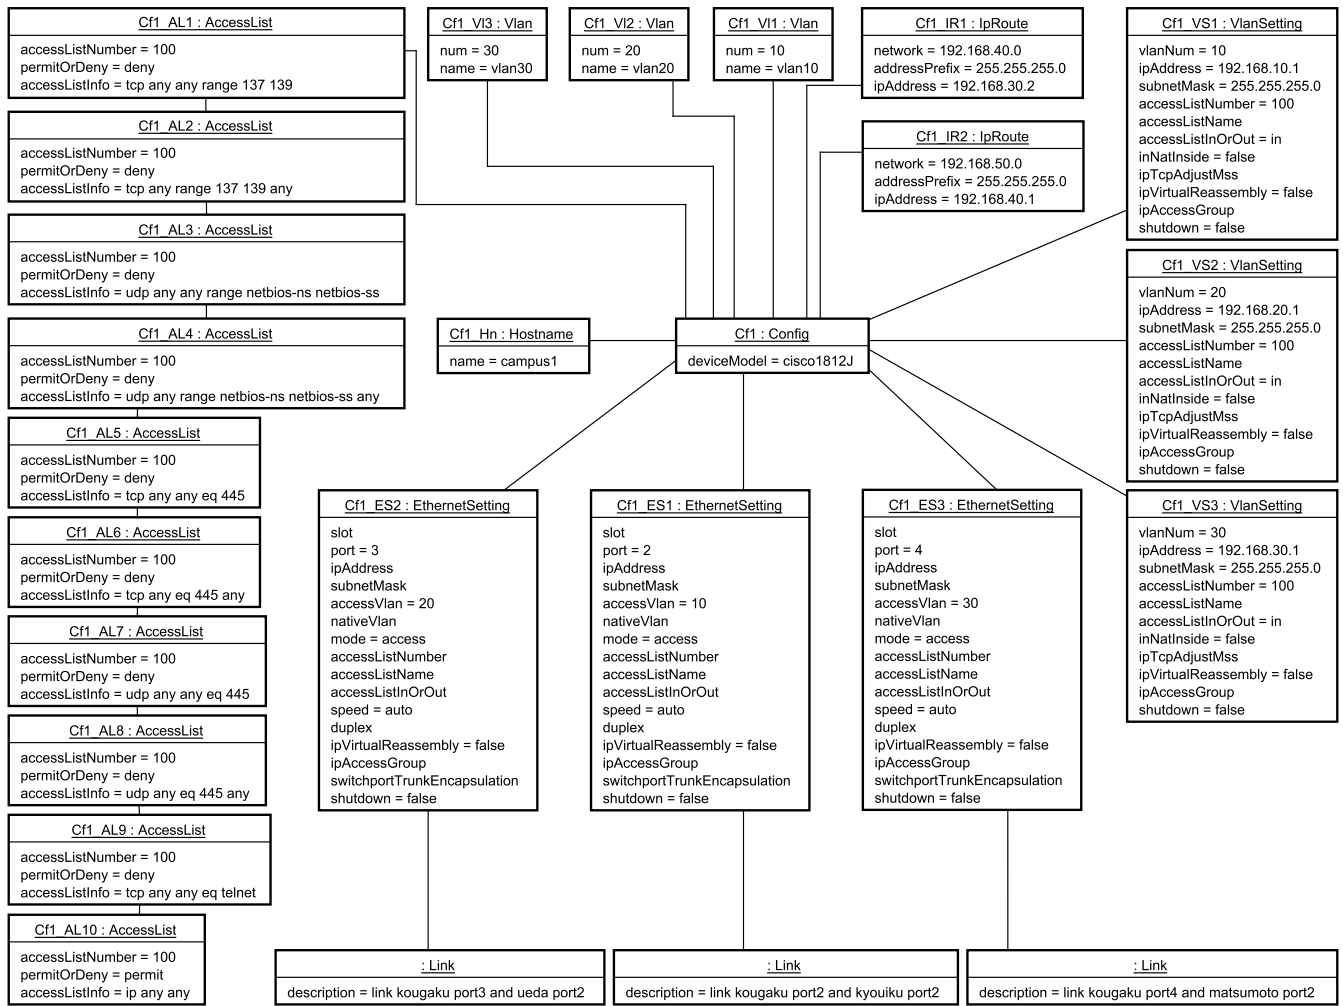 Cf1_AL1 : AccessList
accessListNumber = 100
permitOrDeny = deny
accessListInfo = tcp any any range 137 139
Cf1_AL2 : AccessList
accessListNumber = 100
permitOrDeny = deny
accessListInfo = tcp any range 137 139 any
Cf1_AL3 : AccessList
accessListNumber = 100
permitOrDeny = deny
accessListInfo = udp any any range netbios-ns netbios-ss
Cf1_AL4 : AccessList
accessListNumber = 100
permitOrDeny = deny
accessListInfo = udp any range netbios-ns netbios-ss any
Cf1_AL5 : AccessList
accessListNumber = 100
permitOrDeny = deny
accessListInfo = tcp any any eq 445
Cf1_AL6 : AccessList
accessListNumber = 100
permitOrDeny = deny
accessListInfo = tcp any eq 445 any
Cf1_AL7 : AccessList
accessListNumber = 100
permitOrDeny = deny
accessListInfo = udp any any eq 445
Cf1_AL8 : AccessList
accessListNumber = 100
permitOrDeny = deny
accessListInfo = udp any eq 445 any
Cf1_AL9 : AccessList
accessListNumber = 100
permitOrDeny = deny
accessListInfo = tcp any any eq telnet
Cf1_AL10 : AccessList
accessListNumber = 100
permitOrDeny = permit
accessListInfo = ip any any
Cf1_Vl3 : Vlan
num = 30
name = vlan30
Cf1_Vl2 : Vlan
num = 20
name = vlan20
Cf1_Vl1 : Vlan
num = 10
name = vlan10
Cf1_IR1 : IpRoute
network = 192.168.40.0
addressPrefix = 255.255.255.0
ipAddress = 192.168.30.2
Cf1_IR2 : IpRoute
network = 192.168.50.0
addressPrefix = 255.255.255.0
ipAddress = 192.168.40.1
Cf1_Hn : Hostname
name = campus1
Cf1 : Config
deviceModel = cisco1812J
Cf1_VS1 : VlanSetting
vlanNum = 10
ipAddress = 192.168.10.1
subnetMask = 255.255.255.0
accessListNumber = 100
accessListName
accessListInOrOut = in
inNatInside = false
ipTcpAdjustMss
ipVirtualReassembly = false
ipAccessGroup
shutdown = false
Cf1_VS2 : VlanSetting
vlanNum = 20
ipAddress = 192.168.20.1
subnetMask = 255.255.255.0
accessListNumber = 100
accessListName
accessListInOrOut = in
inNatInside = false
ipTcpAdjustMss
ipVirtualReassembly = false
ipAccessGroup
shutdown = false
Cf1_VS3 : VlanSetting
vlanNum = 30
ipAddress = 192.168.30.1
subnetMask = 255.255.255.0
accessListNumber = 100
accessListName
accessListInOrOut = in
inNatInside = false
ipTcpAdjustMss
ipVirtualReassembly = false
ipAccessGroup
shutdown = false
Cf1_ES2 : EthernetSetting
slot
port = 3
ipAddress
subnetMask
accessVlan = 20
nativeVlan
mode = access
accessListNumber
accessListName
accessListInOrOut
speed = auto
duplex
ipVirtualReassembly = false
ipAccessGroup
switchportTrunkEncapsulation
shutdown = false
Cf1_ES1 : EthernetSetting
slot
port = 2
ipAddress
subnetMask
accessVlan = 10
nativeVlan
mode = access
accessListNumber
accessListName
accessListInOrOut
speed = auto
duplex
ipVirtualReassembly = false
ipAccessGroup
switchportTrunkEncapsulation
shutdown = false
Cf1_ES3 : EthernetSetting
slot
port = 4
ipAddress
subnetMask
accessVlan = 30
nativeVlan
mode = access
accessListNumber
accessListName
accessListInOrOut
speed = auto
duplex
ipVirtualReassembly = false
ipAccessGroup
switchportTrunkEncapsulation
shutdown = false
: Link
description = link kougaku port3 and ueda port2
: Link
description = link kougaku port2 and kyouiku port2
: Link
description = link kougaku port4 and matsumoto port2